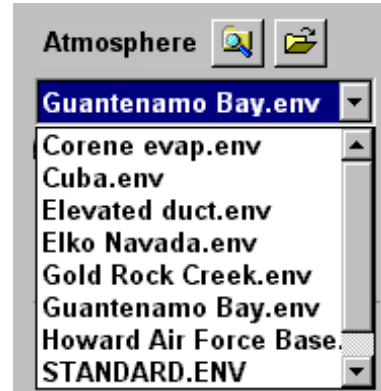 Atmosphere
Guantenamo Bay.env
Corene evap.env
Cuba.env
Elevated duct.env
Elko Navada.env
Gold Rock Creek.env
Guantenamo Bay.env
Howard Air Force Base.
STANDARD.ENV